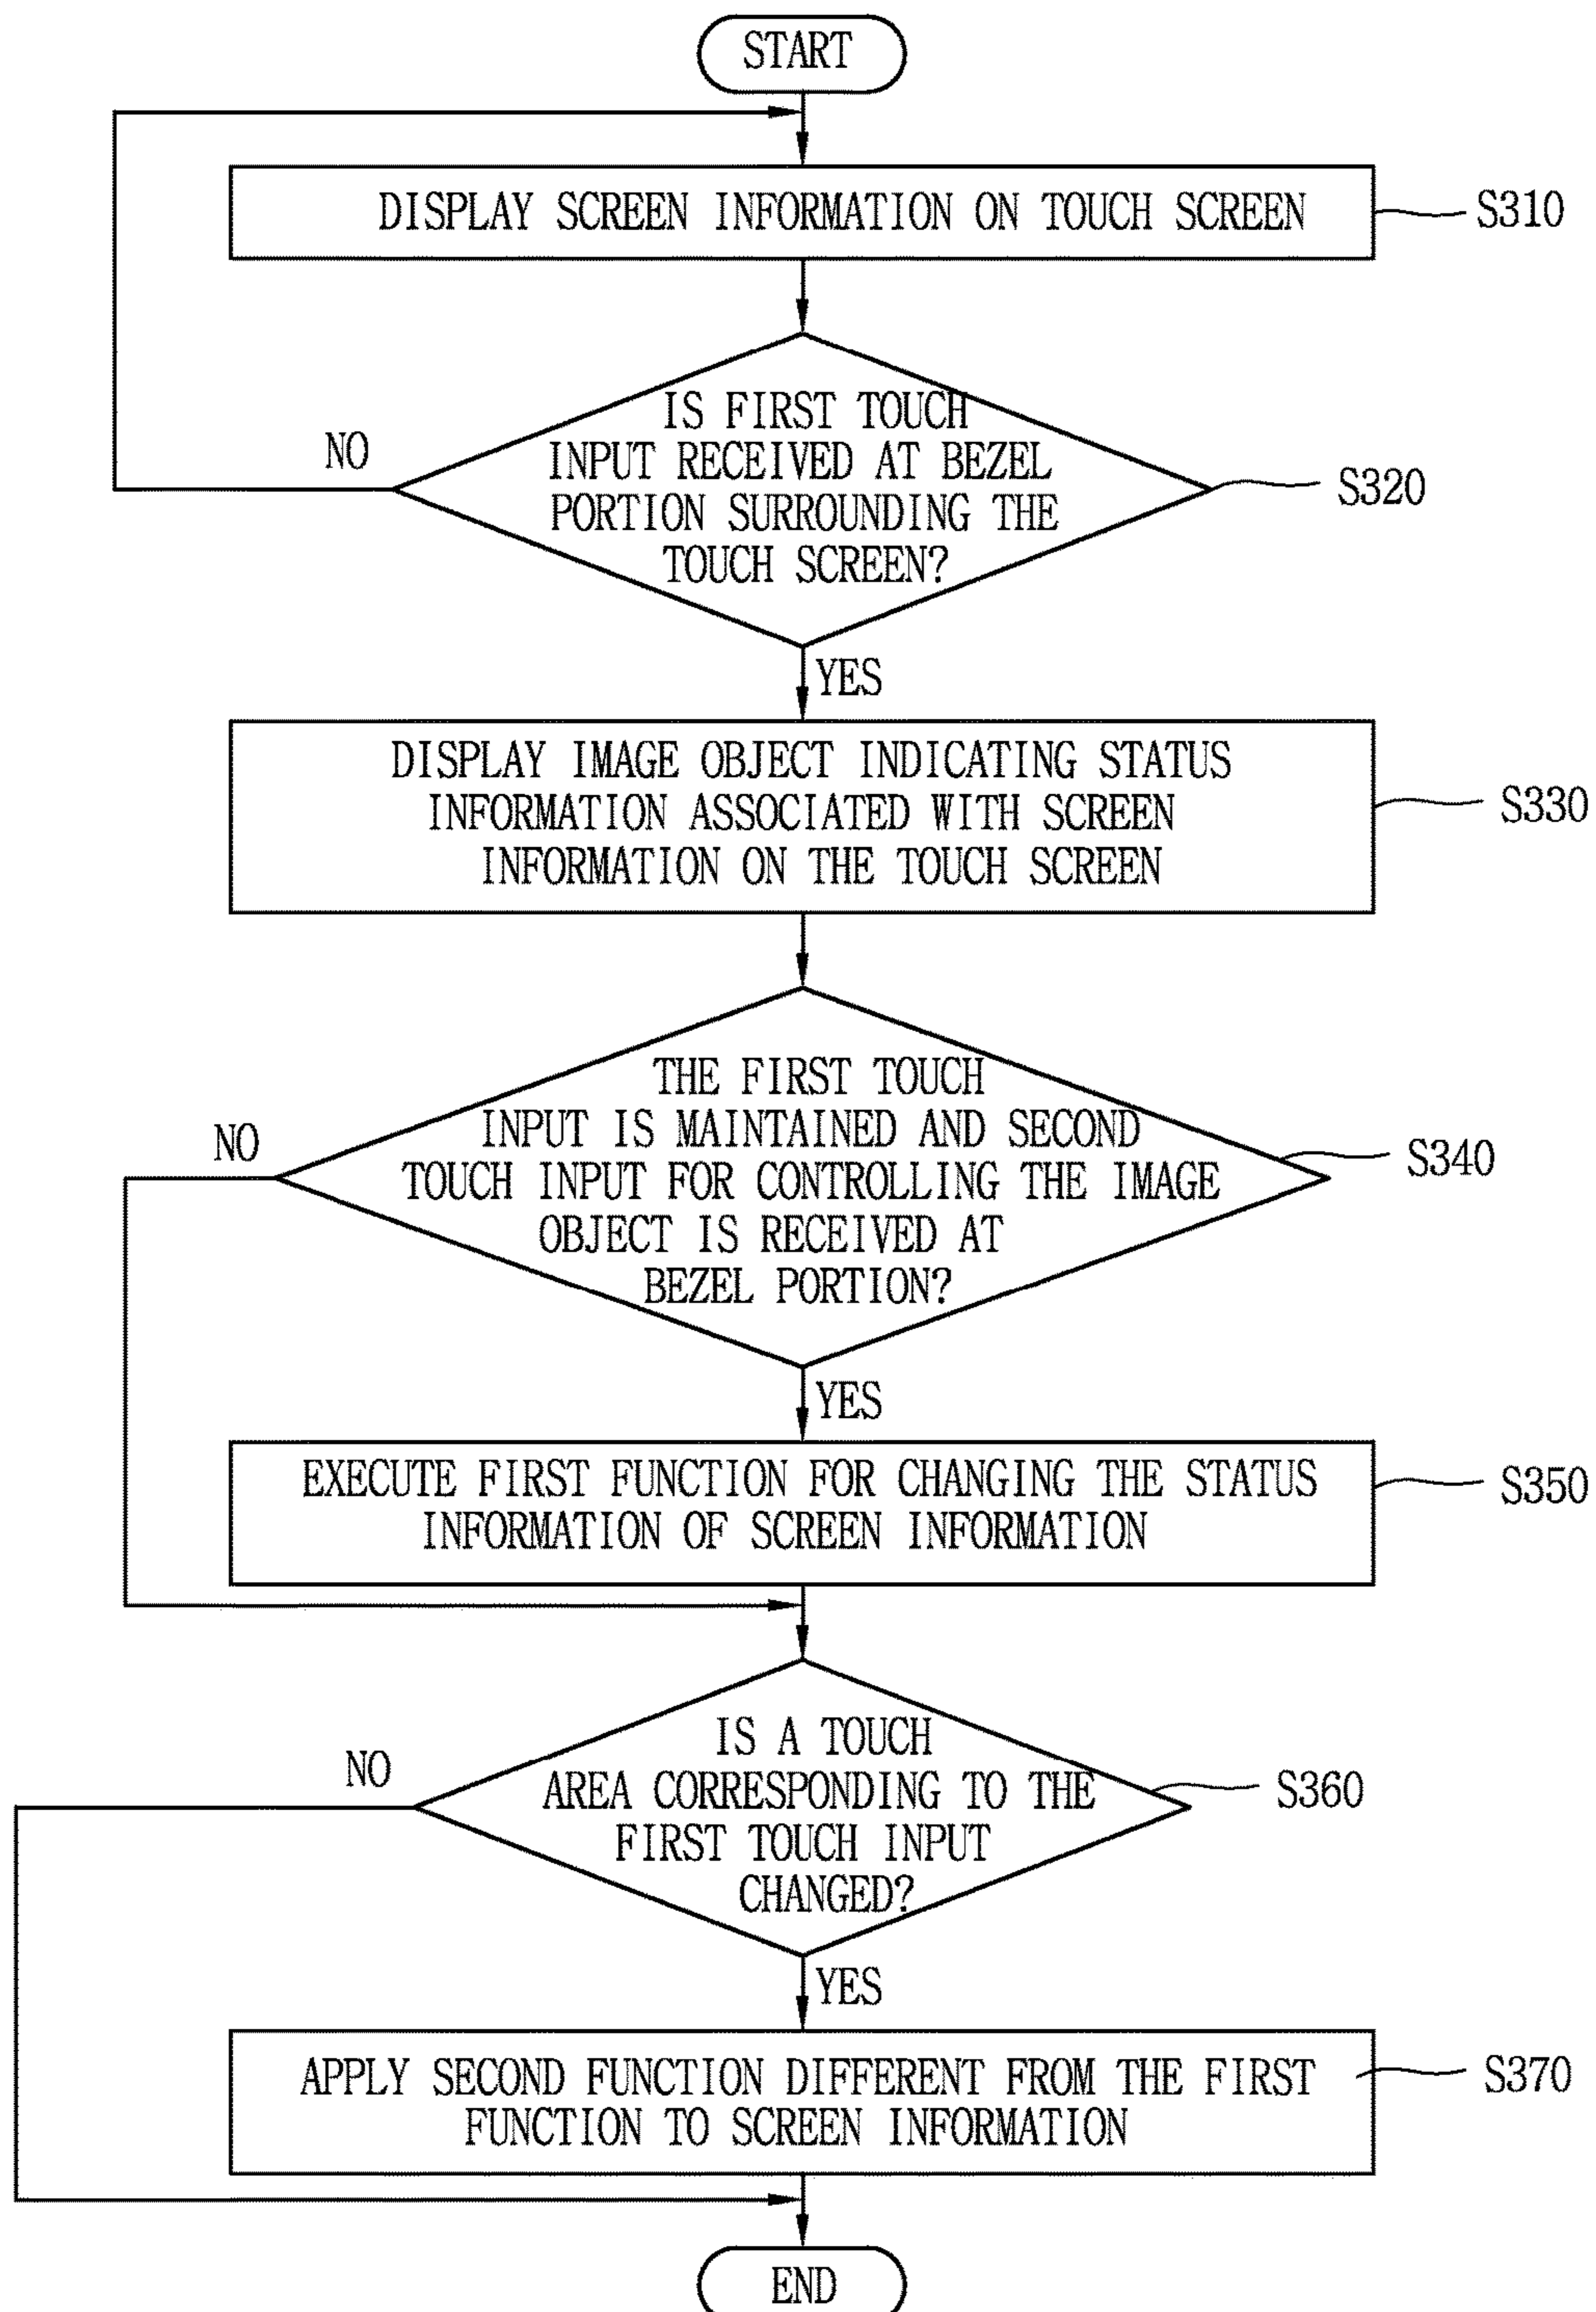 START
DISPLAY SCREEN INFORMATION ON TOUCH SCREEN
S310
IS FIRST TOUCH
INPUT RECEIVED AT BEZEL
PORTION SURROUNDING THE
TOUCH SCREEN?
NO
S320
YES
DISPLAY IMAGE OBJECT INDICATING STATUS
INFORMATION ASSOCIATED WITH SCREEN
INFORMATION ON THE TOUCH SCREEN
S330
THE FIRST TOUCH
INPUT IS MAINTAINED AND SECOND
TOUCH INPUT FOR CONTROLLING THE IMAGE
OBJECT IS RECEIVED AT
BEZEL PORTION?
NO
S340
YES
EXECUTE FIRST FUNCTION FOR CHANGING THE STATUS
INFORMATION OF SCREEN INFORMATION
S350
IS A TOUCH
AREA CORRESPONDING TO THE
FIRST TOUCH INPUT
CHANGED?
NO
S360
YES
APPLY SECOND FUNCTION DIFFERENT FROM THE FIRST
FUNCTION TO SCREEN INFORMATION
S370
END